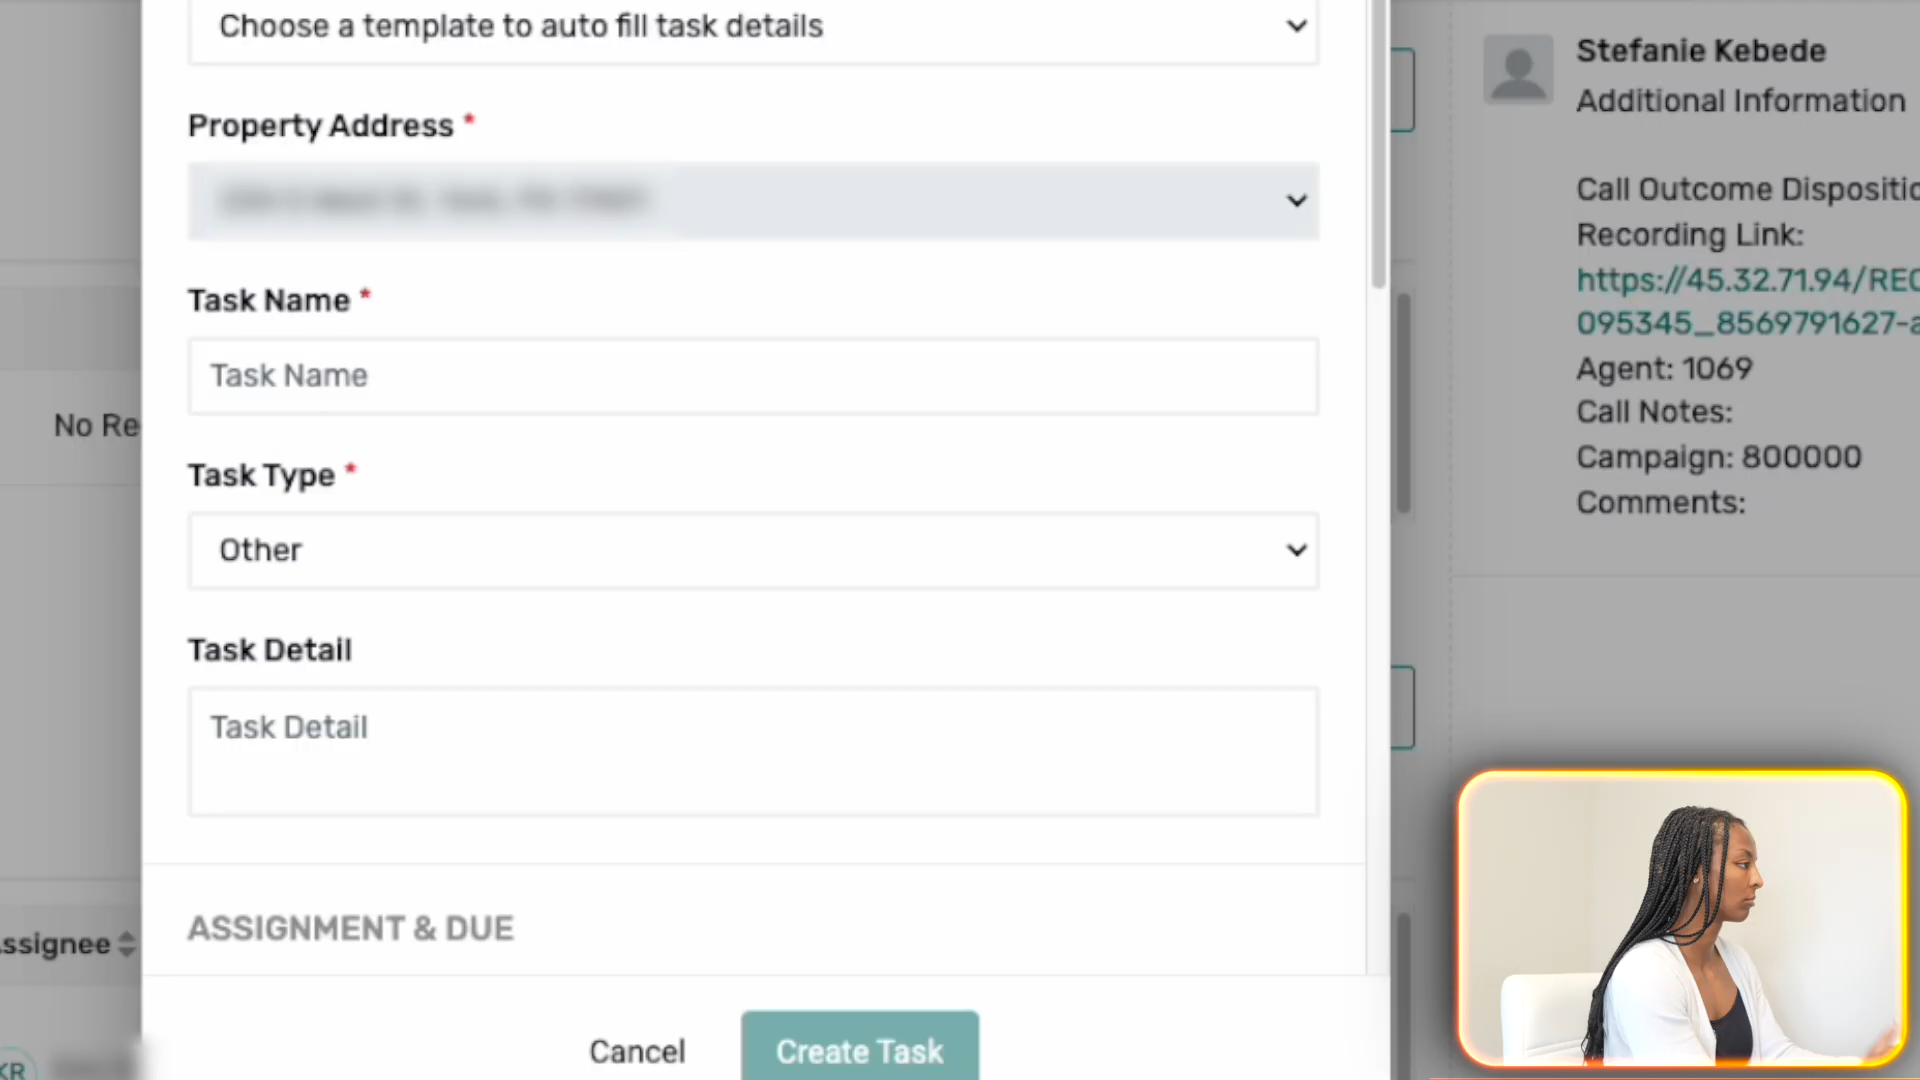 Choose a template to auto fill task details
Property Address *
Task Name *
Task Name
Task Type *
Other
Task Detail
Task Detail
ASSIGNMENT & DUE
Cancel
Create Task
No Re
ssignee
KR
Stefanie Kebede
Additional Information
Call Outcome Dispositio
Recording Link:
https://45.32.71.94/REC
095345_8569791627-a
Agent: 1069
Call Notes:
Campaign: 800000
Comments: